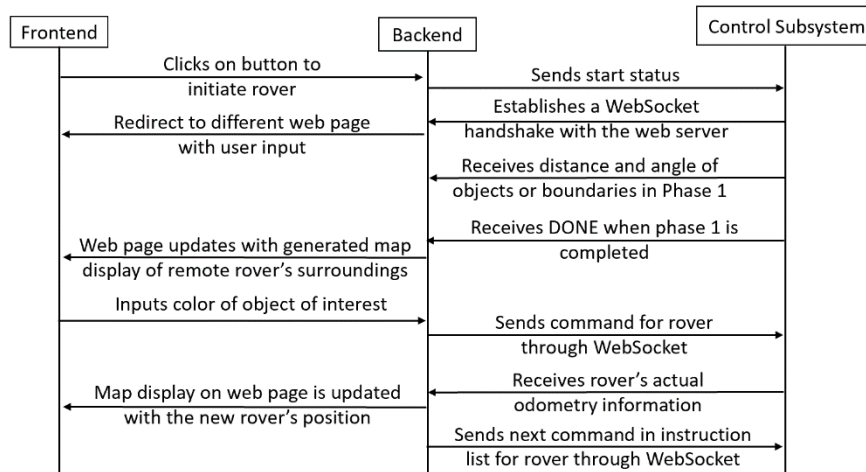 Frontend
Backend
Control Subsystem
Clicks on button to
initiate rover
Sends start status
Establishes a WebSocket
handshake with the web server
Redirect to different web page
with user input
Receives distance and angle of
objects or boundaries in Phase 1
Receives DONE when phase 1 is
completed
Web page updates with generated map
display of remote rover's surroundings
Inputs color of object of interest
Sends command for rover
through WebSocket
Receives rover's actual
odometry information
Map display on web page is updated
with the new rover's position
Sends next command in instruction
list for rover through WebSocket